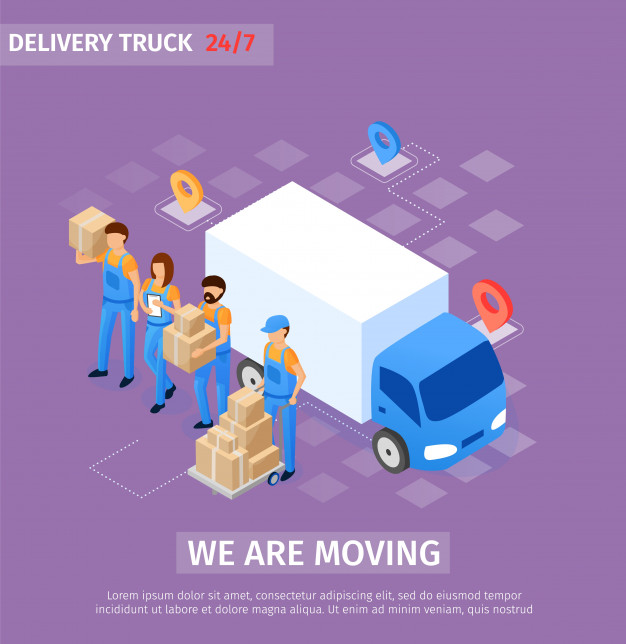 DELIVERY TRUCK 24/7
WE ARE MOVING
Lorem ipsum dolor sit amet, consectetur adipiscing elit, sed do eiusmod tempor
incididunt ut labore et dolore magna aliqua. Ut enim ad minim veniam, quis nostrud